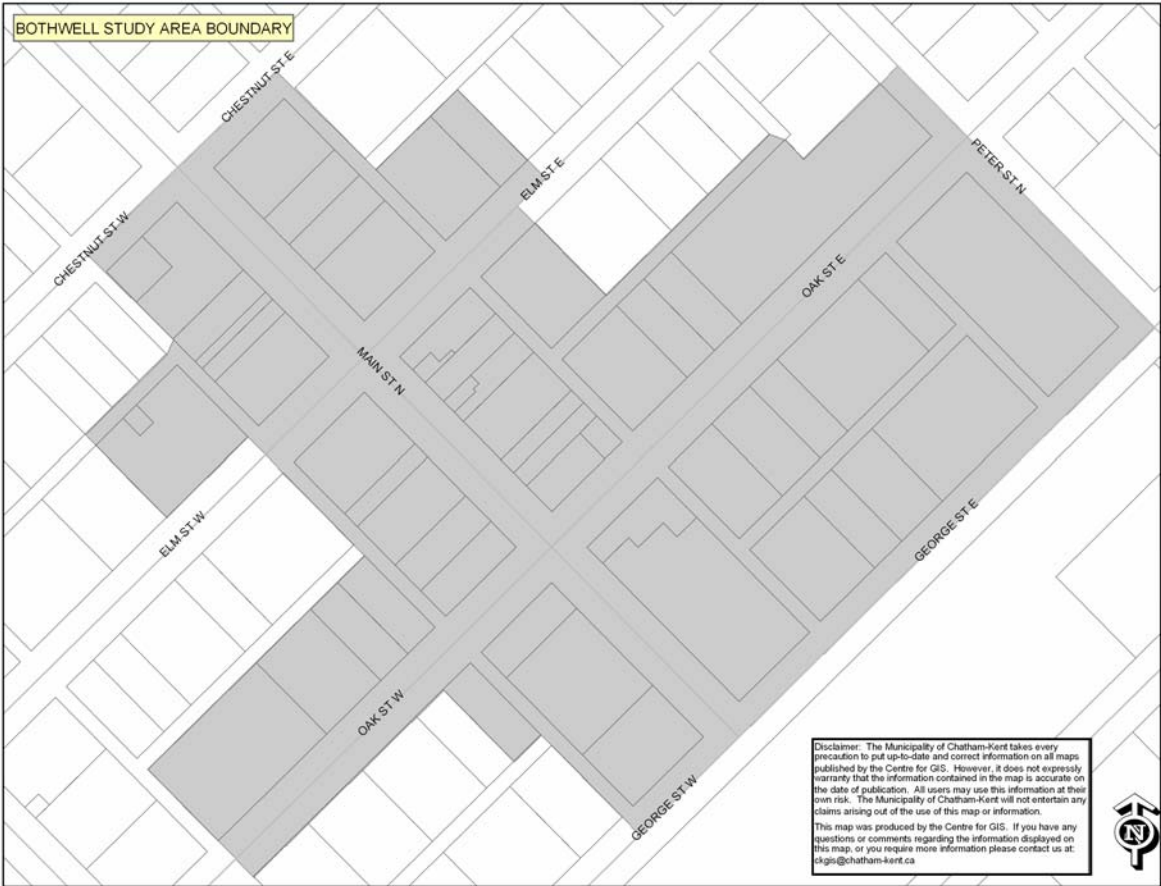 BOTHWELL STUDY AREA BOUNDARY
CHESTNUT ST E
CHESTNUT ST W
ELM ST E
PETER ST N
OAK ST E
MAIN ST N
ELM ST W
GEORGE ST E
OAK ST W
GEORGE ST W
Disclaimer: The Municipality of Chatham-Kent takes every
precaution to put up-to-date and correct information on all maps
published by the Centre for GIS. However, it does not expressly
warranty that the information contained in the map is accurate on
the date of publication. All users may use this information at their
own risk. The Municipality of Chatham-Kent will not entertain any
claims arising out of the use of this map or information.
This map was produced by the Centre for GIS. If you have any
questions or comments regarding the information displayed on
this map, or you require more information please contact us at:
ckgis@chatham-kent.ca
N